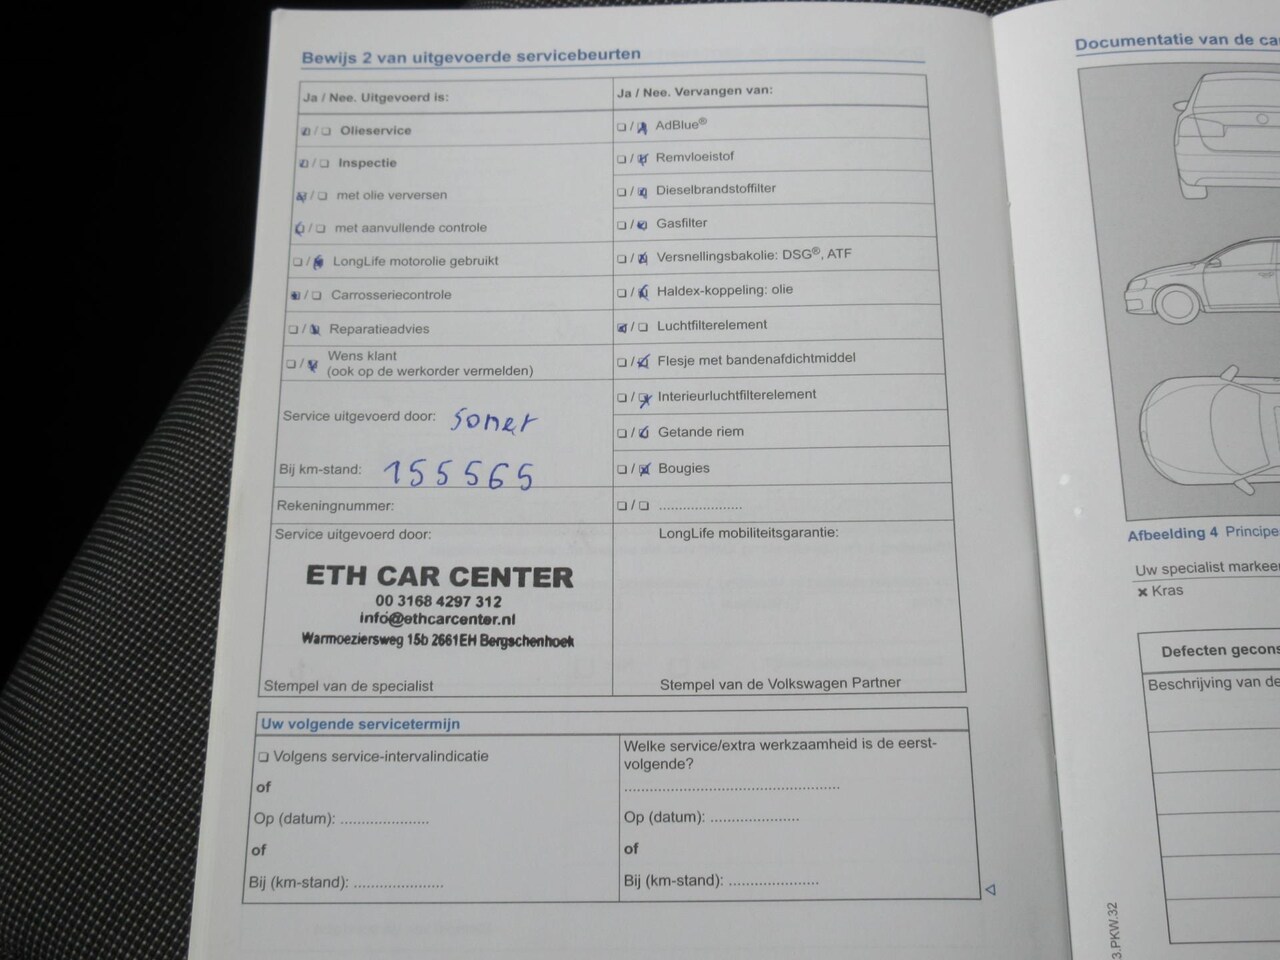 Bewijs 2 van uitgevoerde servicebeurten
Ja / Nee. Uitgevoerd is:
❏ / ❏ Olieservice
❏ / ❏ Inspectie
❏ / ❏ met olie verversen
❏ / ❏ met aanvullende controle
❏ / ❏ LongLife motorolie gebruikt
❏ / ❏ Carrosseriecontrole
❏ / ❏ Reparatieadvies
❏ / ❏ Wens klant
(ook op de werkorder vermelden)
Service uitgevoerd door: somer
Bij km-stand: 155565
Rekeningnummer:
Service uitgevoerd door:
ETH CAR CENTER
00 3168 4297 312
info@ethcarcenter.nl
Warmoeziersweg 15b 2661EH Bergschenhoek
Stempel van de specialist
Ja / Nee. Vervangen van:
❏ / ❏ AdBlue®
❏ / ❏ Remvloeistof
❏ / ❏ Dieselbrandstoffilter
❏ / ❏ Gasfilter
❏ / ❏ Versnellingsbakolie: DSG®, ATF
❏ / ❏ Haldex-koppeling: olie
❏ / ❏ Luchtfilterelement
❏ / ❏ Flesje met bandenafdichtmiddel
❏ / ❏ Interieurluchtfilterelement
❏ / ❏ Getande riem
❏ / ❏ Bougies
❏ / ❏ .....................
LongLife mobiliteitsgarantie:
Stempel van de Volkswagen Partner
Uw volgende servicetermijn
❏ Volgens service-intervalindicatie
of
Op (datum): .....................
of
Bij (km-stand): .....................
Welke service/extra werkzaamheid is de eerst-
volgende?
..................................................
Op (datum): .....................
of
Bij (km-stand): .....................
Documentatie van de
Afbeelding 4 Principe
Uw specialist
× Kras
Defecten
Beschrijving van
3.PKW.32